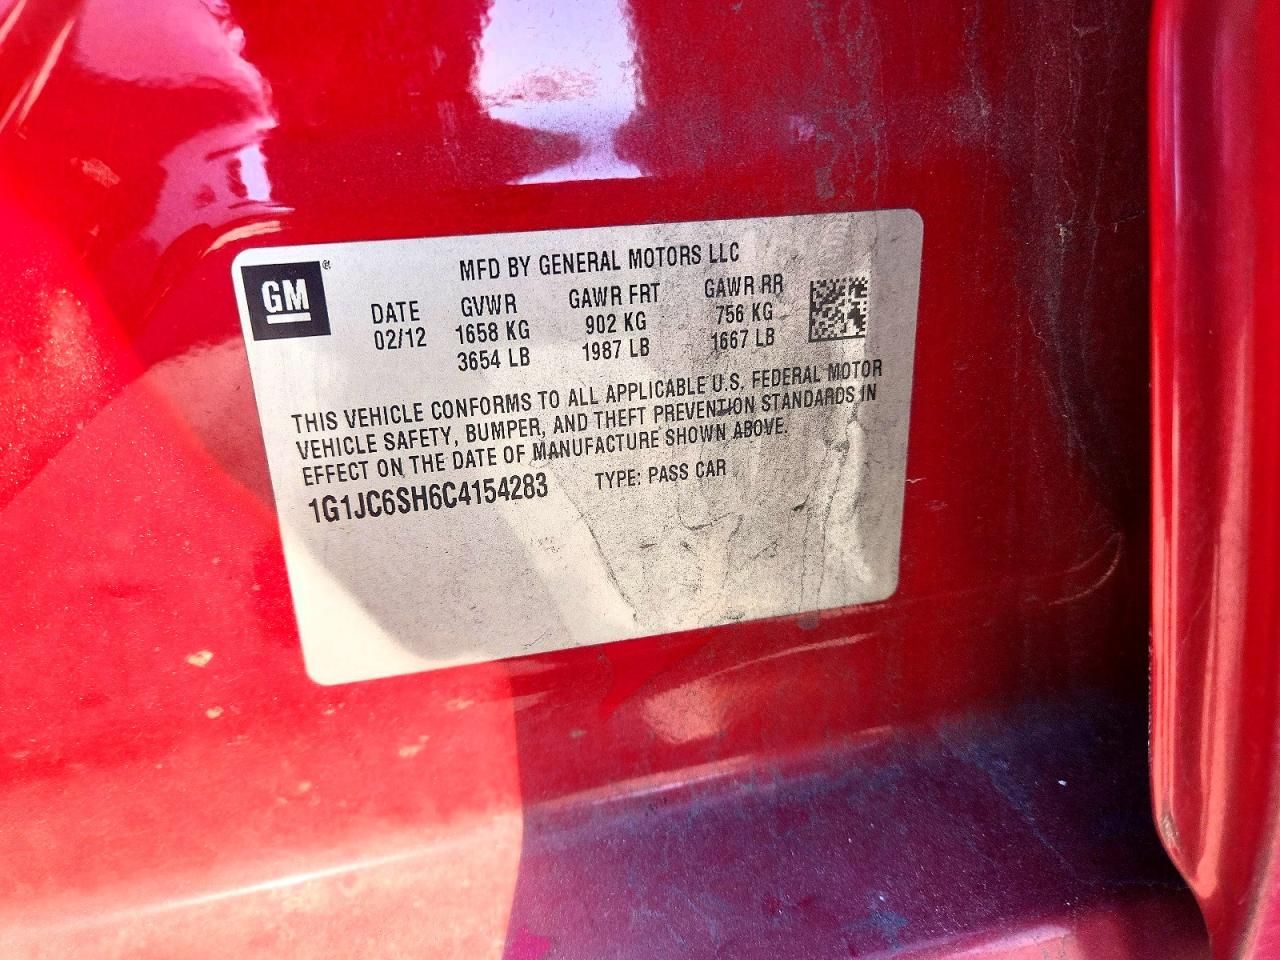 GM
MFD BY GENERAL MOTORS LLC
DATE GVWR GAWR FRT GAWR RR
02/12 1658 KG 902 KG 756 KG
3654 LB 1987 LB 1667 LB
THIS VEHICLE CONFORMS TO ALL APPLICABLE U.S. FEDERAL MOTOR
VEHICLE SAFETY, BUMPER, AND THEFT PREVENTION STANDARDS IN
EFFECT ON THE DATE OF MANUFACTURE SHOWN ABOVE.
1G1JC6SH6C4154283 TYPE: PASS CAR